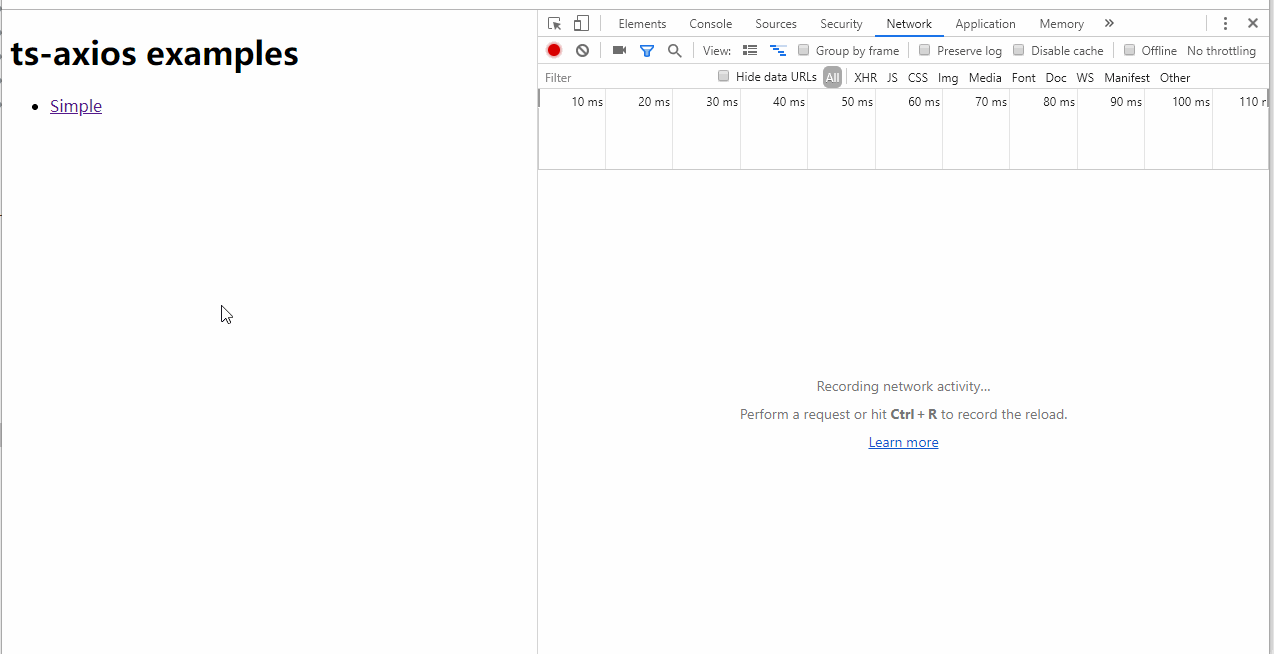 ts-axios examples
Simple
Elements Console Sources Security Network Application Memory »
View: Group by frame Preserve log Disable cache Offline No throttling
Filter Hide data URLs All XHR JS CSS Img Media Font Doc WS Manifest Other
10 ms 20 ms 30 ms 40 ms 50 ms 60 ms 70 ms 80 ms 90 ms 100 ms 110
Recording network activity...
Perform a request or hit Ctrl + R to record the reload.
Learn more